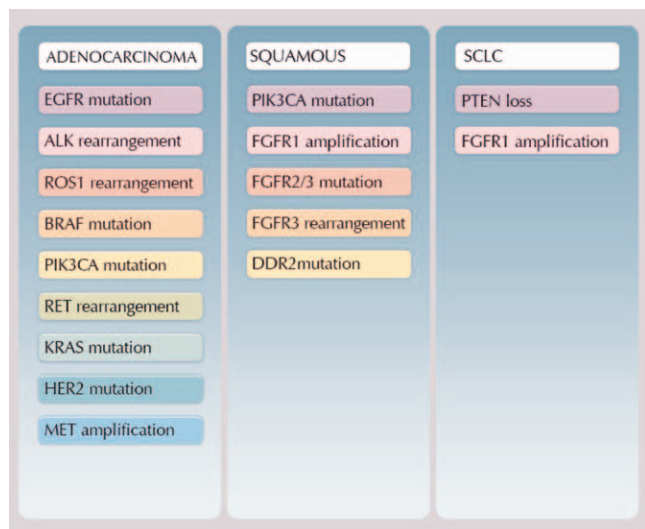 ADENOCARCINOMA
EGFR mutation
ALK rearrangement
ROS1 rearrangement
BRAF mutation
PIK3CA mutation
RET rearrangement
KRAS mutation
HER2 mutation
MET amplification
SQUAMOUS
PIK3CA mutation
FGFR1 amplification
FGFR2/3 mutation
FGFR3 rearrangement
DDR2mutation
SCLC
PTEN loss
FGFR1 amplification